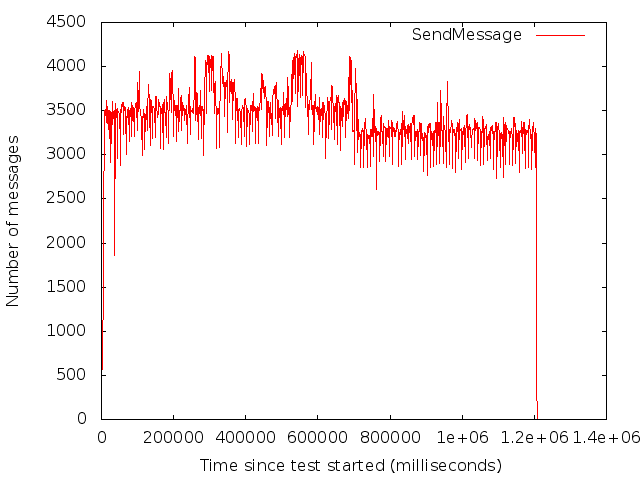 SendMessage
Number of messages
4500
4000
3500
3000
2500
2000
1500
1000
500
0
0 200000 400000 600000 800000 1e+06 1.2e+06 1.4e+06
Time since test started (milliseconds)